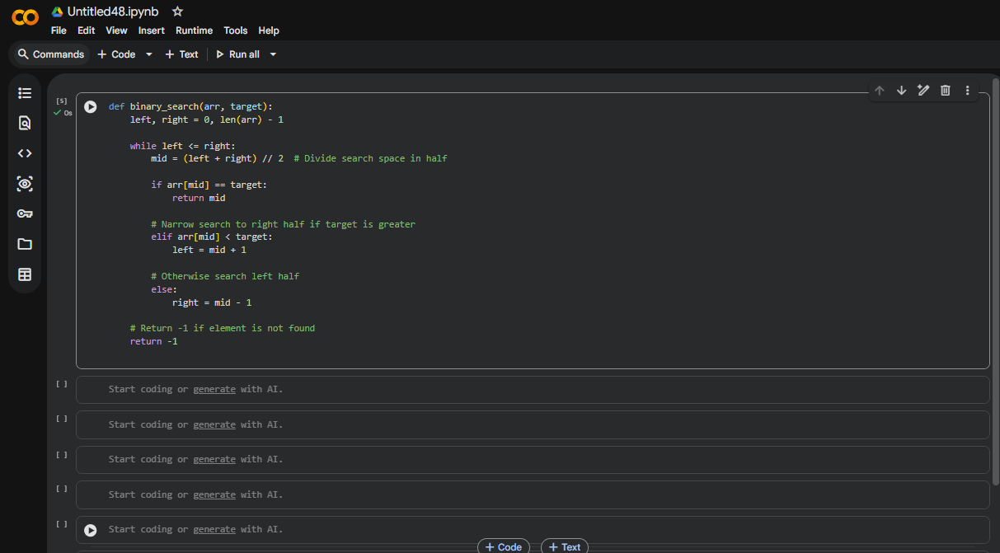 Untitled48.ipynb
File Edit View Insert Runtime Tools Help
Commands + Code + Text Run all
[5]
0s
def binary_search(arr, target):
    left, right = 0, len(arr) - 1
    while left <= right:
        mid = (left + right) // 2  # Divide search space in half
        if arr[mid] == target:
            return mid
        # Narrow search to right half if target is greater
        elif arr[mid] < target:
            left = mid + 1
        # Otherwise search left half
        else:
            right = mid - 1
    # Return -1 if element is not found
    return -1
[ ] Start coding or generate with AI.
[ ] Start coding or generate with AI.
[ ] Start coding or generate with AI.
[ ] Start coding or generate with AI.
[ ] Start coding or generate with AI.
+ Code + Text